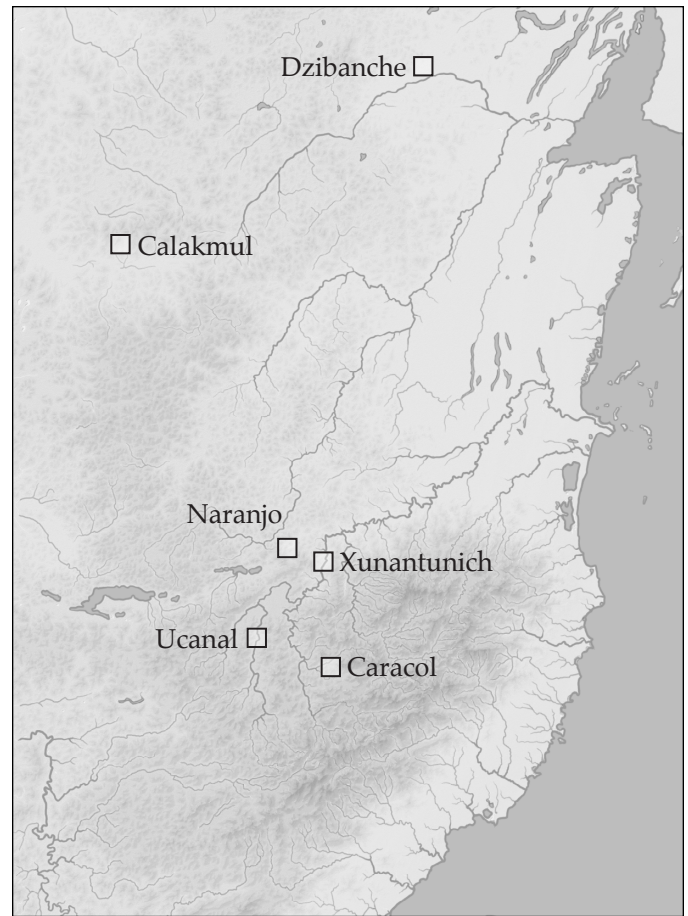 Dzibanche
Calakmul
Naranjo
Xunantunich
Ucanal
Caracol